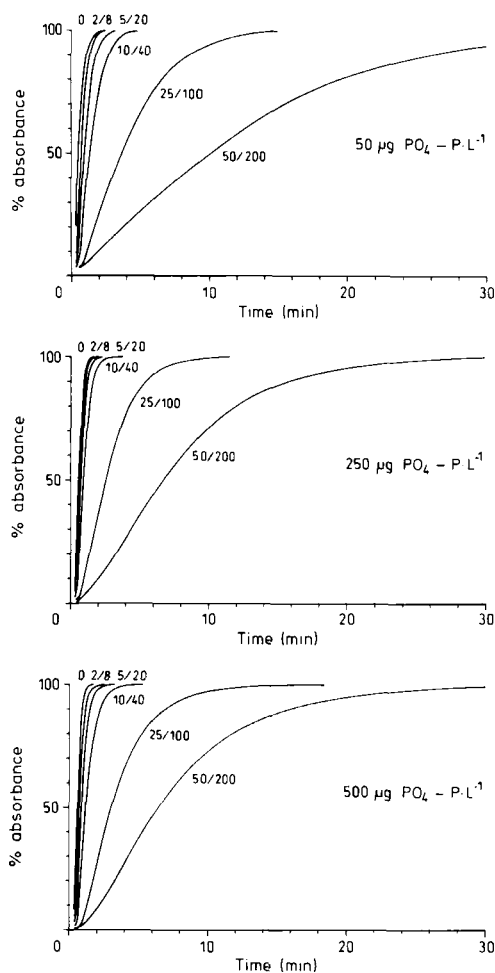 0 2/8 5/20
100
10/40
25/100
50/200
50
50 µg PO₄ – P·L⁻¹
% absorbance
0 10 20 30
Time (min)
0 2/8 5/20
100
10/40
25/100
50/200
50
250 µg PO₄ – P·L⁻¹
% absorbance
0 10 20 30
Time (min)
0 2/8 5/20
100
10/40
25/100
50/200
50
500 µg PO₄ – P·L⁻¹
% absorbance
0 10 20 30
Time (min)